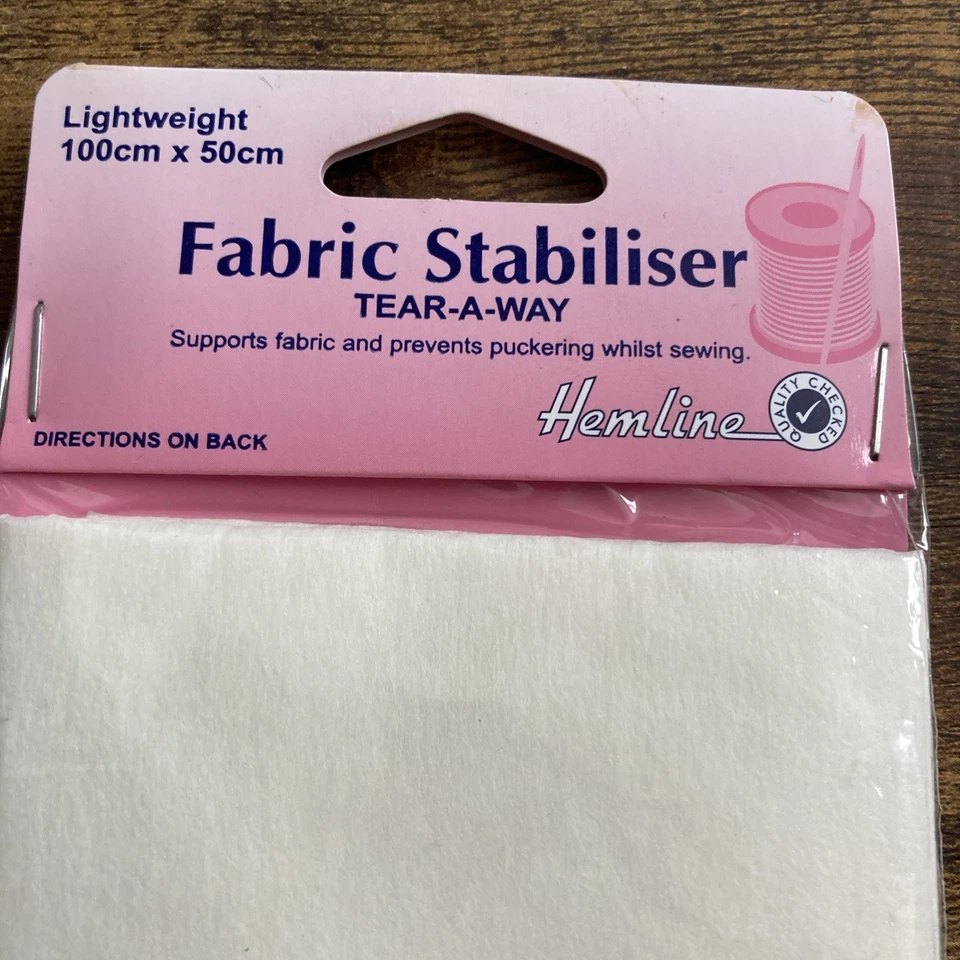 Lightweight
100cm x 50cm
Fabric Stabiliser
TEAR-A-WAY
Supports fabric and prevents puckering whilst sewing.
Hemline
QUALITY CHECKED
DIRECTIONS ON BACK